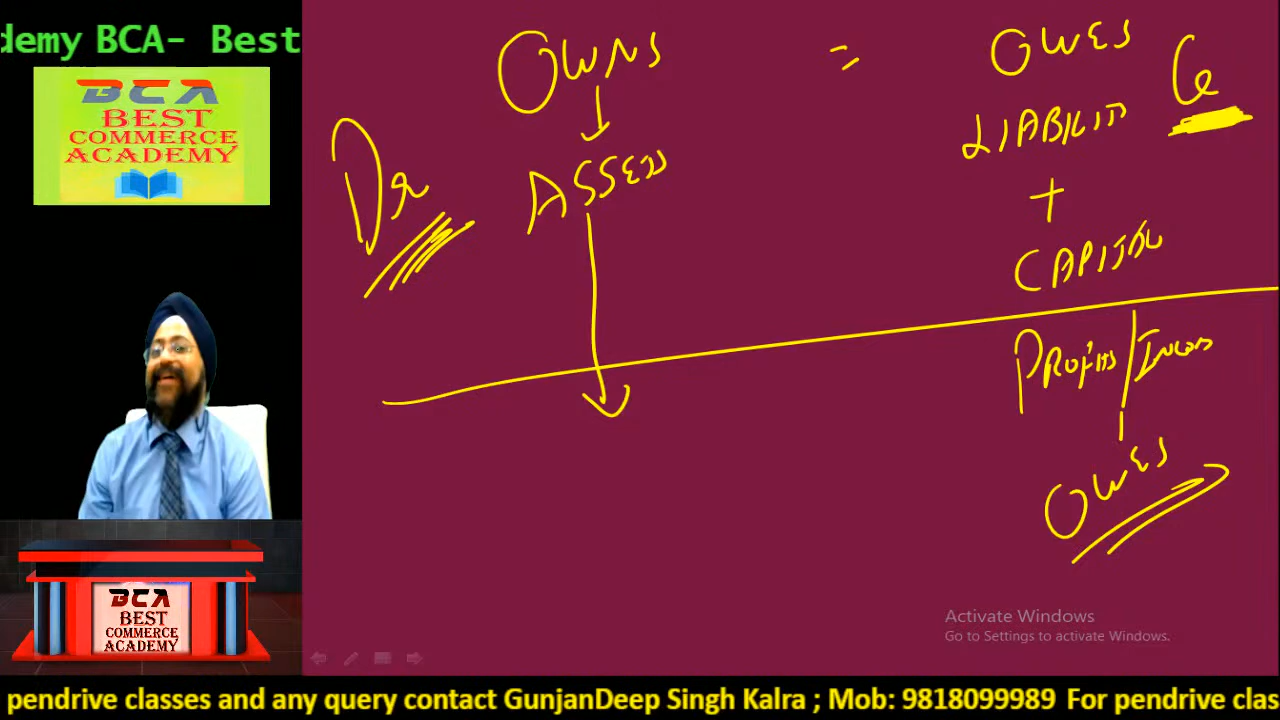 demy BCA- Best
BCA
BEST
COMMERCE
ACADEMY
OWNS = OWES
Dr
ASSETS
LIABILIT
+
CAPITAL
PROfits/Incom
OWES
BCA
BEST
COMMERCE
ACADEMY
Activate Windows
Go to Settings to activate Windows.
pendrive classes and any query contact GunjanDeep Singh Kalra ; Mob: 9818099989 For pendrive clas